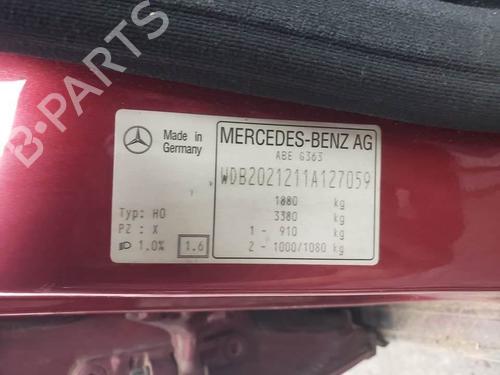 Made in
Germany
MERCEDES-BENZ AG
ABE G363
WDB2021211A127059
1880 kg
3380 kg
Typ: HO
1 - 910 kg
PZ : X
2 - 1000/1080 kg
1.0% 1.6
B-PARTS